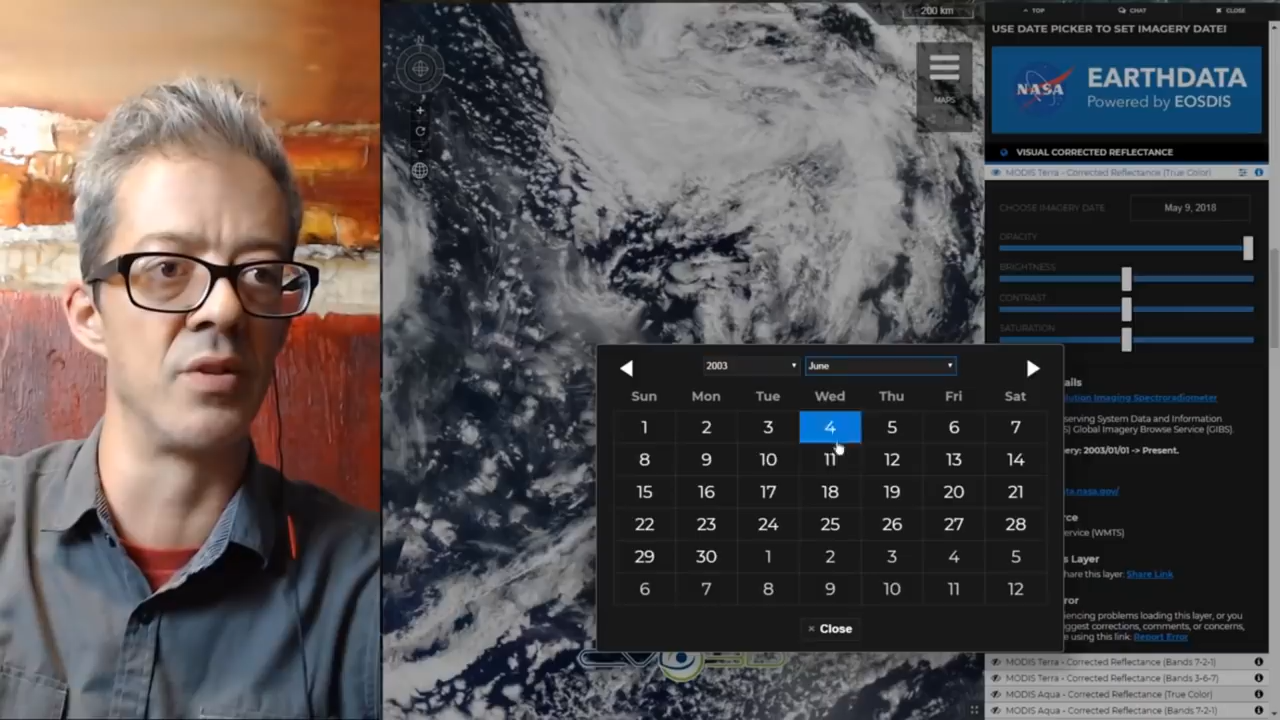 200 km
TOP CHAT CLOSE
USE DATE PICKER TO SET IMAGERY DATE!
N
NASA
EARTHDATA
Powered by EOSDIS
MAPS
VISUAL CORRECTED REFLECTANCE
MODIS Terra - Corrected Reflectance (True Color)
CHOOSE IMAGERY DATE May 9, 2018
OPACITY
BRIGHTNESS
CONTRAST
SATURATION
2003 June
Sun Mon Tue Wed Thu Fri Sat
1 2 3 4 5 6 7
8 9 10 11 12 13 14
15 16 17 18 19 20 21
22 23 24 25 26 27 28
29 30 1 2 3 4 5
6 7 8 9 10 11 12
× Close
ails
lution Imaging Spectroradiometer
serving System Data and Information
S) Global Imagery Browse Service (GIBS).
ery: 2003/01/01 -> Present.
ta.nasa.gov/
rce
ervice (WMTS)
s Layer
hare this layer: Share Link
ror
iencing problems loading this layer, or you
ggest corrections, comments, or concerns,
e using this link: Report Error
MODIS Terra - Corrected Reflectance (Bands 7-2-1)
MODIS Terra - Corrected Reflectance (Bands 3-6-7)
MODIS Aqua - Corrected Reflectance (True Color)
MODIS Aqua - Corrected Reflectance (Bands 7-2-1)